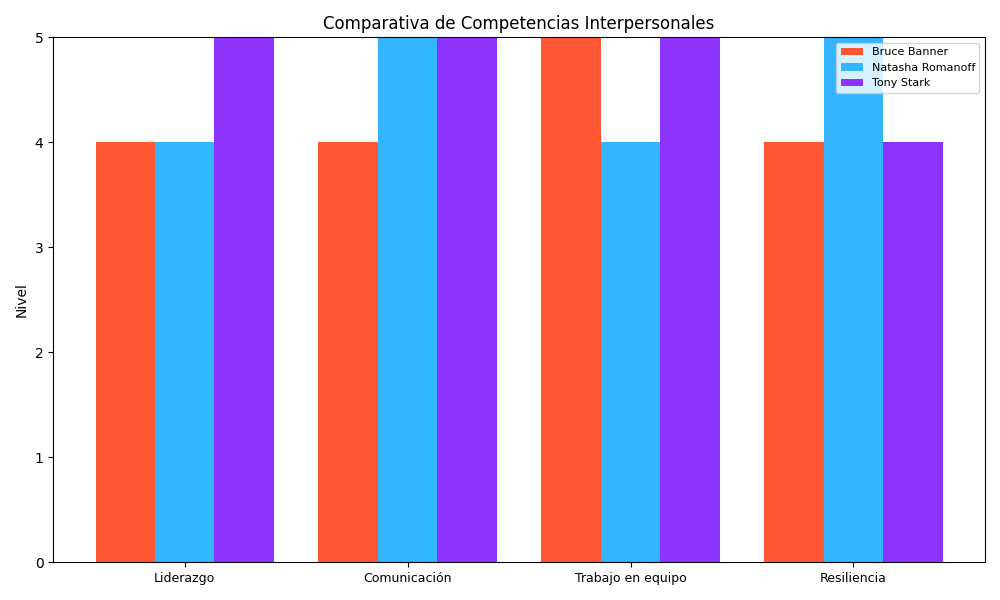 Comparativa de Competencias Interpersonales
Bruce Banner
Natasha Romanoff
Tony Stark
Nivel
5
4
3
2
1
0
Liderazgo
Comunicación
Trabajo en equipo
Resiliencia